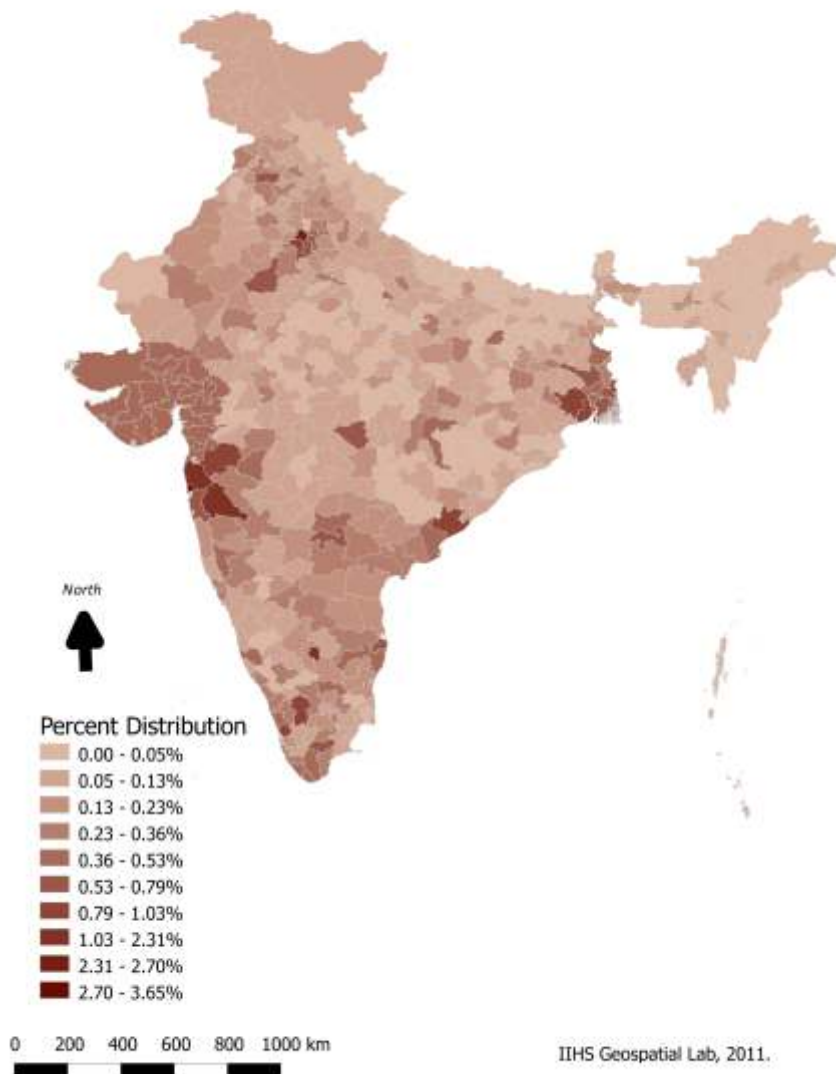 North
Percent Distribution
0.00 - 0.05%
0.05 - 0.13%
0.13 - 0.23%
0.23 - 0.36%
0.36 - 0.53%
0.53 - 0.79%
0.79 - 1.03%
1.03 - 2.31%
2.31 - 2.70%
2.70 - 3.65%
0 200 400 600 800 1000 km
IIHS Geospatial Lab, 2011.